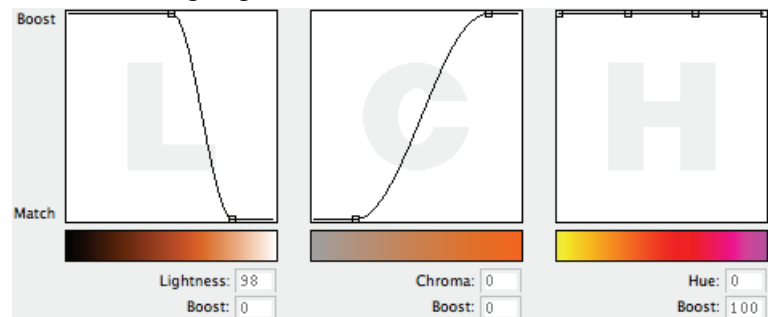 Boost
L
C
H
Match
Lightness: 98
Chroma: 0
Hue: 0
Boost: 0
Boost: 0
Boost: 100